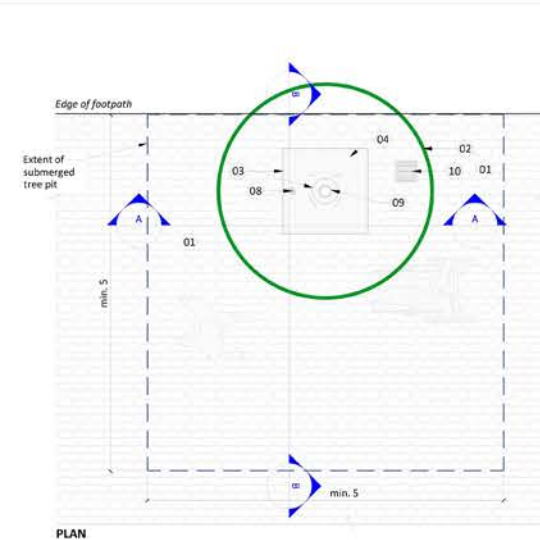 B
Edge of footpath
04
02
Extent of
submerged
tree pit
03
10
01
08
09
A
A
01
min. 5
B
min. 5
PLAN